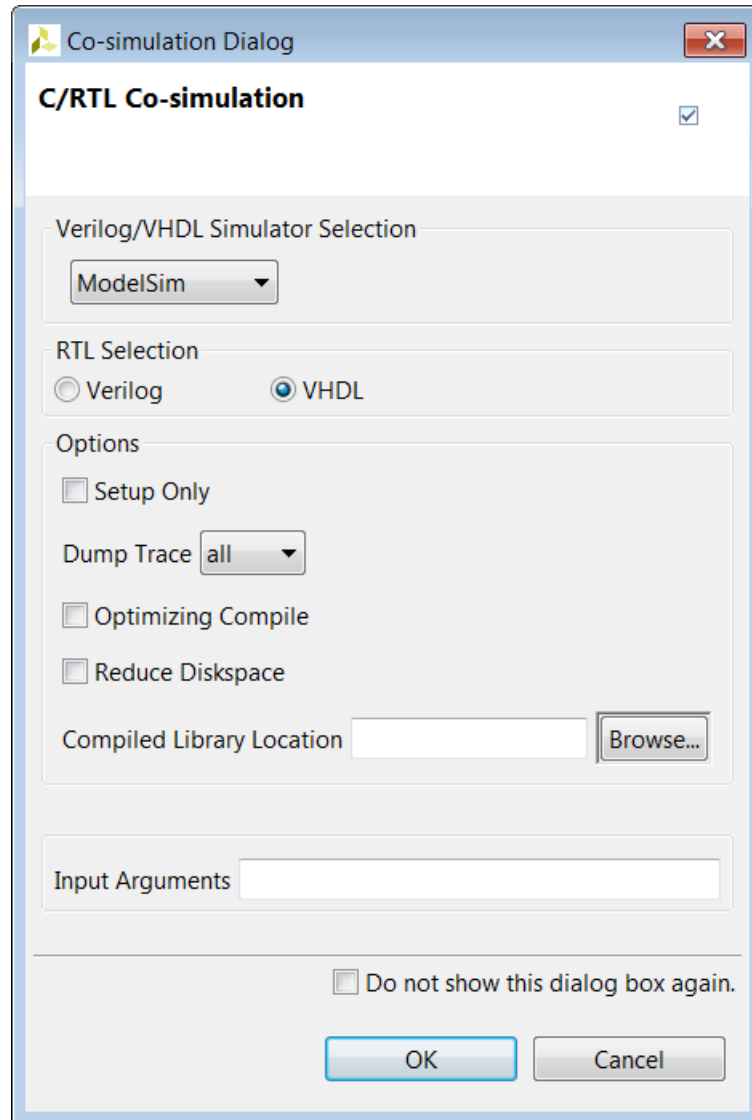 Co-simulation Dialog
C/RTL Co-simulation
Verilog/VHDL Simulator Selection
ModelSim
RTL Selection
Verilog VHDL
Options
Setup Only
Dump Trace all
Optimizing Compile
Reduce Diskspace
Compiled Library Location Browse...
Input Arguments
Do not show this dialog box again.
OK Cancel